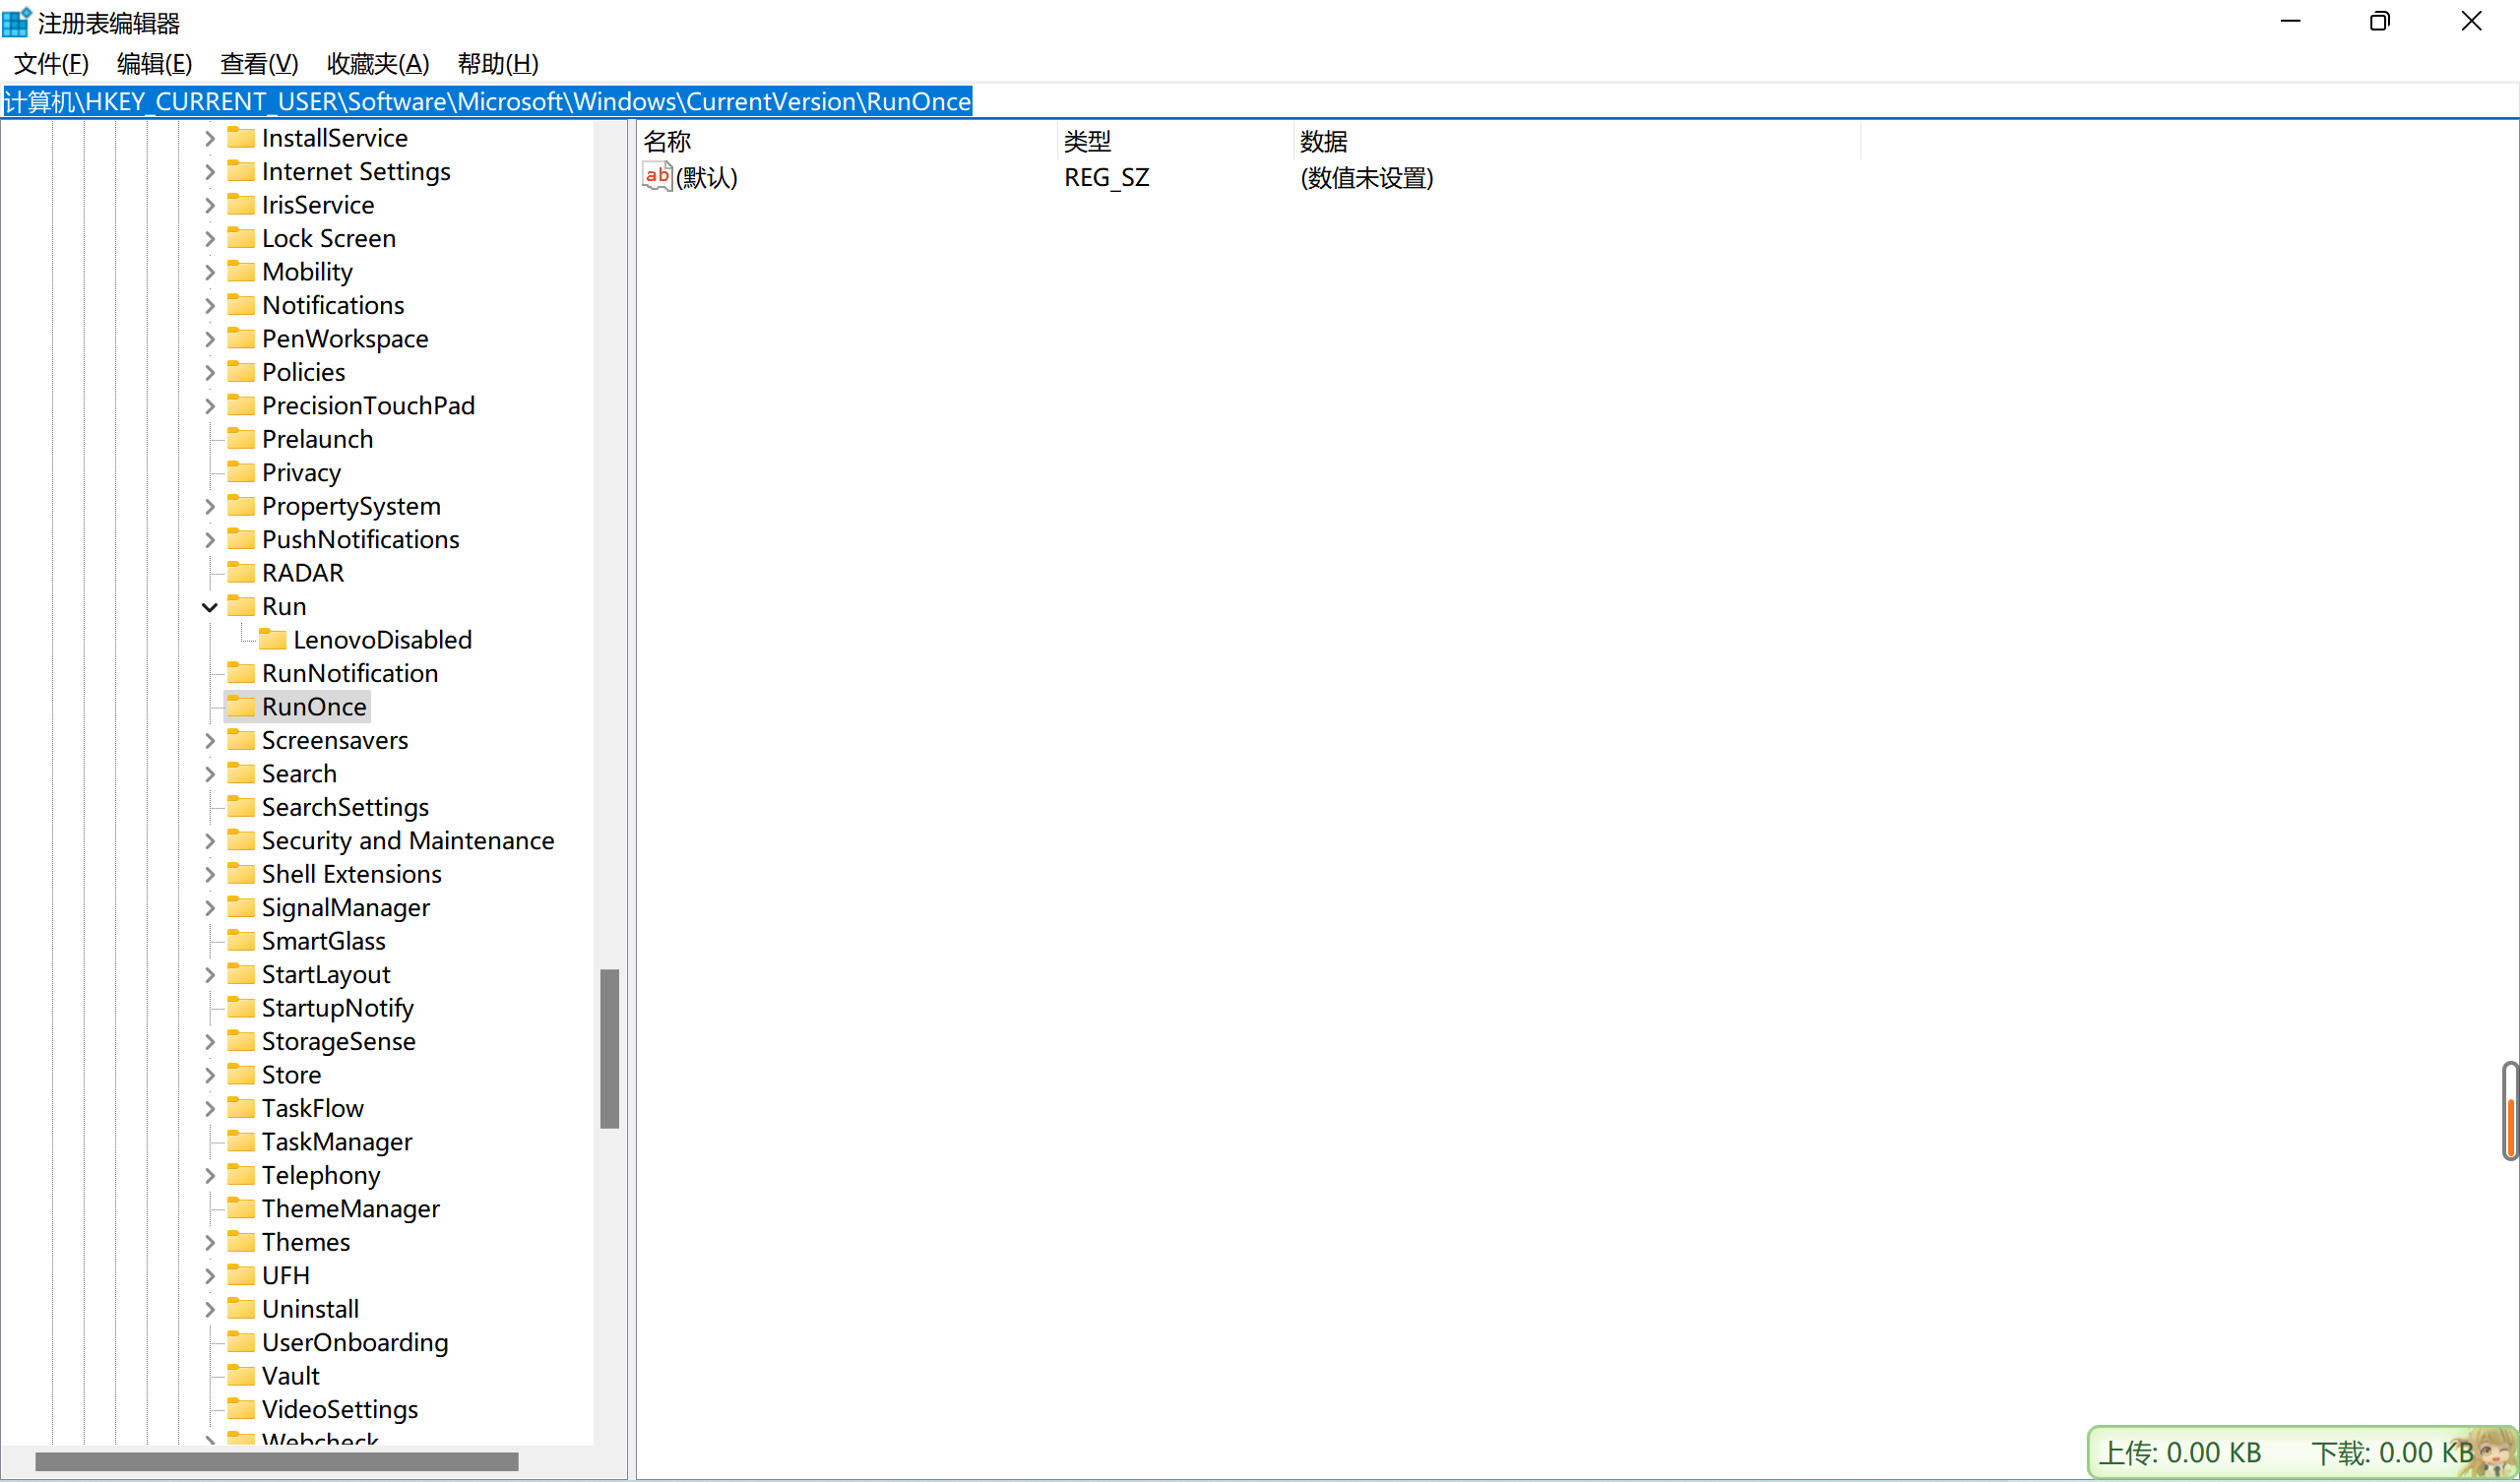 注册表编辑器
文件(F) 编辑(E) 查看(V) 收藏夹(A) 帮助(H)
计算机\HKEY_CURRENT_USER\Software\Microsoft\Windows\CurrentVersion\RunOnce
InstallService
Internet Settings
IrisService
Lock Screen
Mobility
Notifications
PenWorkspace
Policies
PrecisionTouchPad
Prelaunch
Privacy
PropertySystem
PushNotifications
RADAR
Run
LenovoDisabled
RunNotification
RunOnce
Screensavers
Search
SearchSettings
Security and Maintenance
Shell Extensions
SignalManager
SmartGlass
StartLayout
StartupNotify
StorageSense
Store
TaskFlow
TaskManager
Telephony
ThemeManager
Themes
UFH
Uninstall
UserOnboarding
Vault
VideoSettings
Webcheck
名称 类型 数据
ab (默认) REG_SZ (数值未设置)
上传: 0.00 KB 下载: 0.00 KB